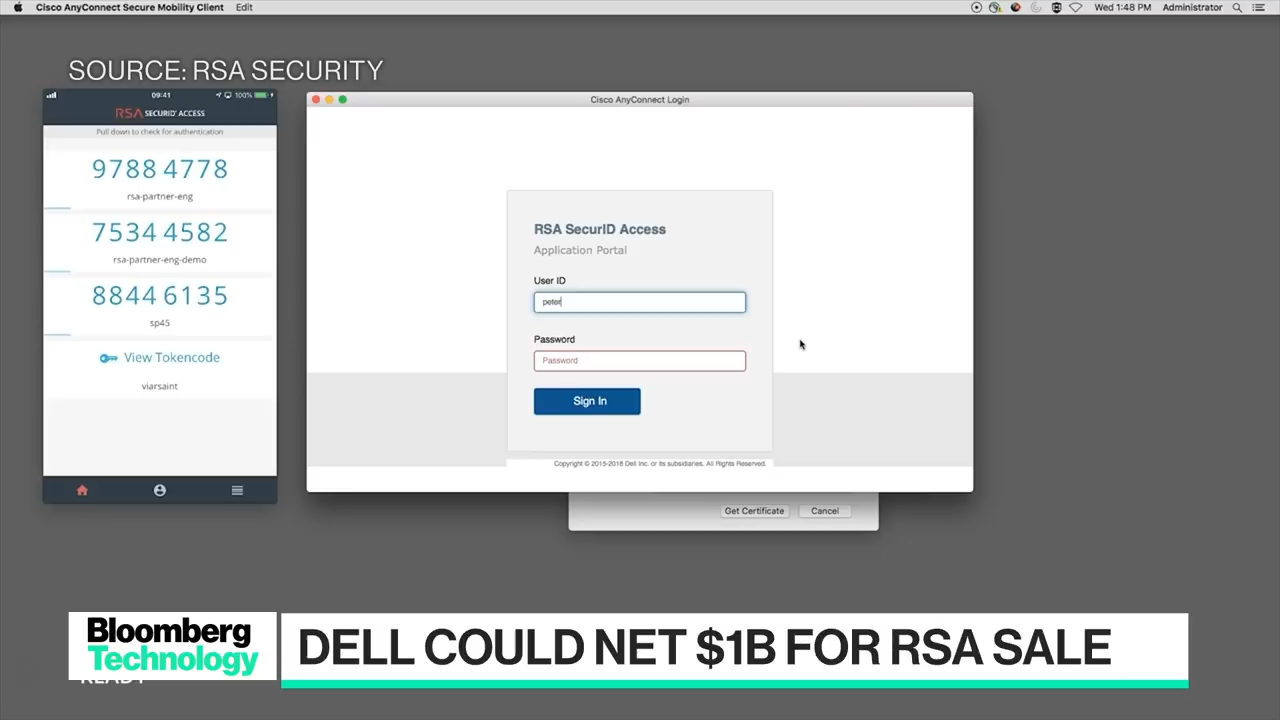 Cisco AnyConnect Secure Mobility Client Edit
Wed 1:48 PM Administrator
SOURCE: RSA SECURITY
09:41 100%
RSA SECURID ACCESS
Pull down to check for authentication
9788 4778
rsa-partner-eng
7534 4582
rsa-partner-eng-demo
8844 6135
sp45
View Tokencode
viarsaint
Cisco AnyConnect Login
RSA SecurID Access
Application Portal
User ID
peter
Password
Password
Sign In
Copyright © 2015-2018 Dell Inc. or its subsidiaries. All Rights Reserved.
Get Certificate Cancel
Bloomberg
Technology
DELL COULD NET $1B FOR RSA SALE